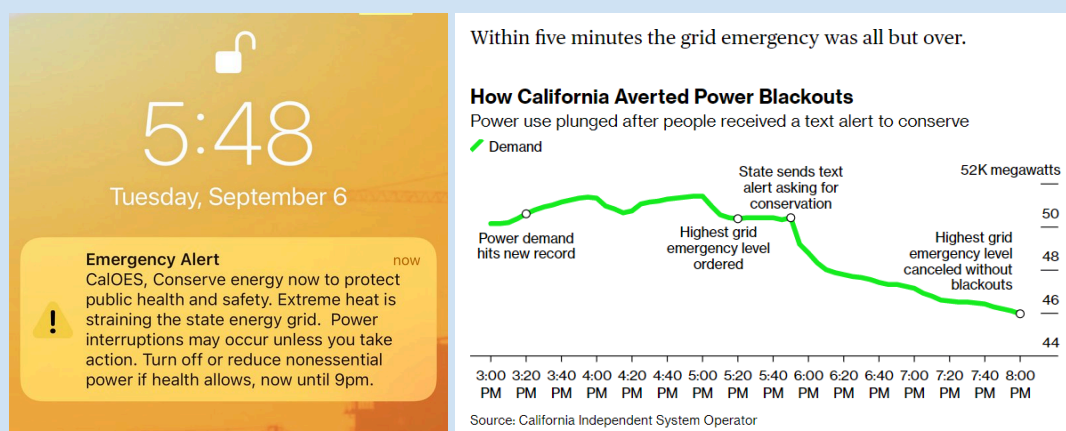 5:48
Tuesday, September 6
Emergency Alert
now
CalOES, Conserve energy now to protect
public health and safety. Extreme heat is
straining the state energy grid.  Power
interruptions may occur unless you take
action. Turn off or reduce nonessential
power if health allows, now until 9pm.
Within five minutes the grid emergency was all but over.
How California Averted Power Blackouts
Power use plunged after people received a text alert to conserve
Demand
52K megawatts
50
48
46
44
Power demand
hits new record
Highest grid
emergency level
ordered
State sends text
alert asking for
conservation
Highest grid
emergency level
canceled without
blackouts
3:00 3:20 3:40 4:00 4:20 4:40 5:00 5:20 5:40 6:00 6:20 6:40 7:00 7:20 7:40 8:00
PM PM PM PM PM PM PM PM PM PM PM PM PM PM PM PM
Source: California Independent System Operator